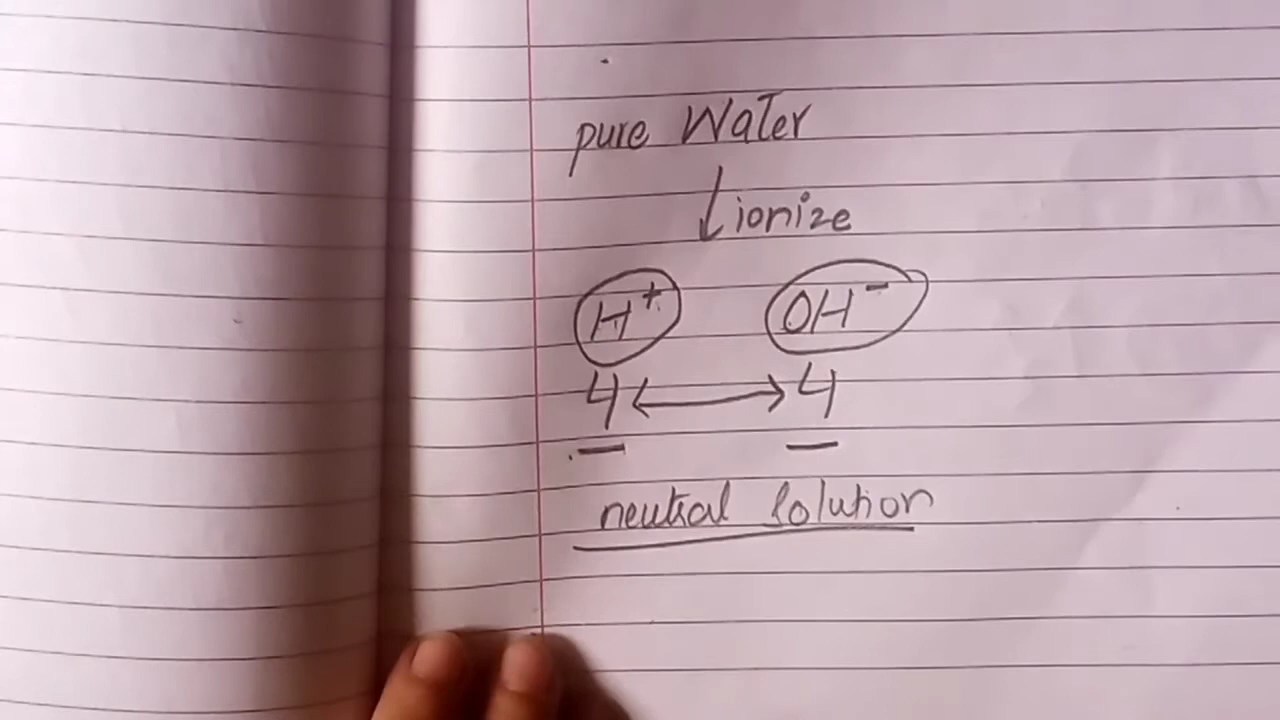 pure Water
↓ ionize
H⁺ OH⁻
4 ↔ 4
neutral solution